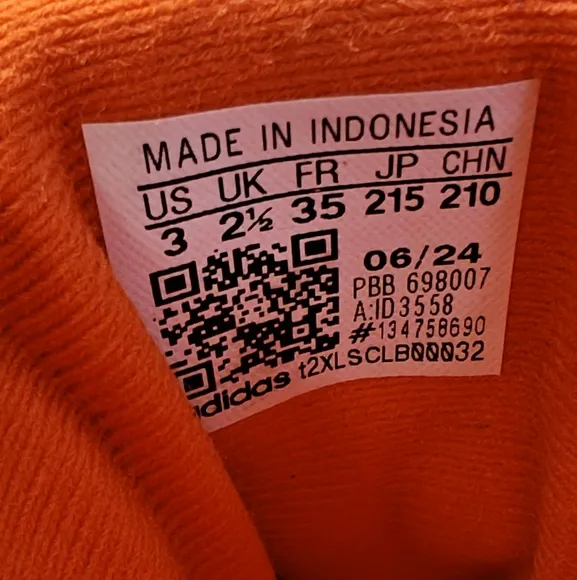 MADE IN INDONESIA
US UK FR JP CHN
3 2½ 35 215 210
06/24
PBB 698007
A:ID3558
#134758690
adidas t2XLSCLB00032